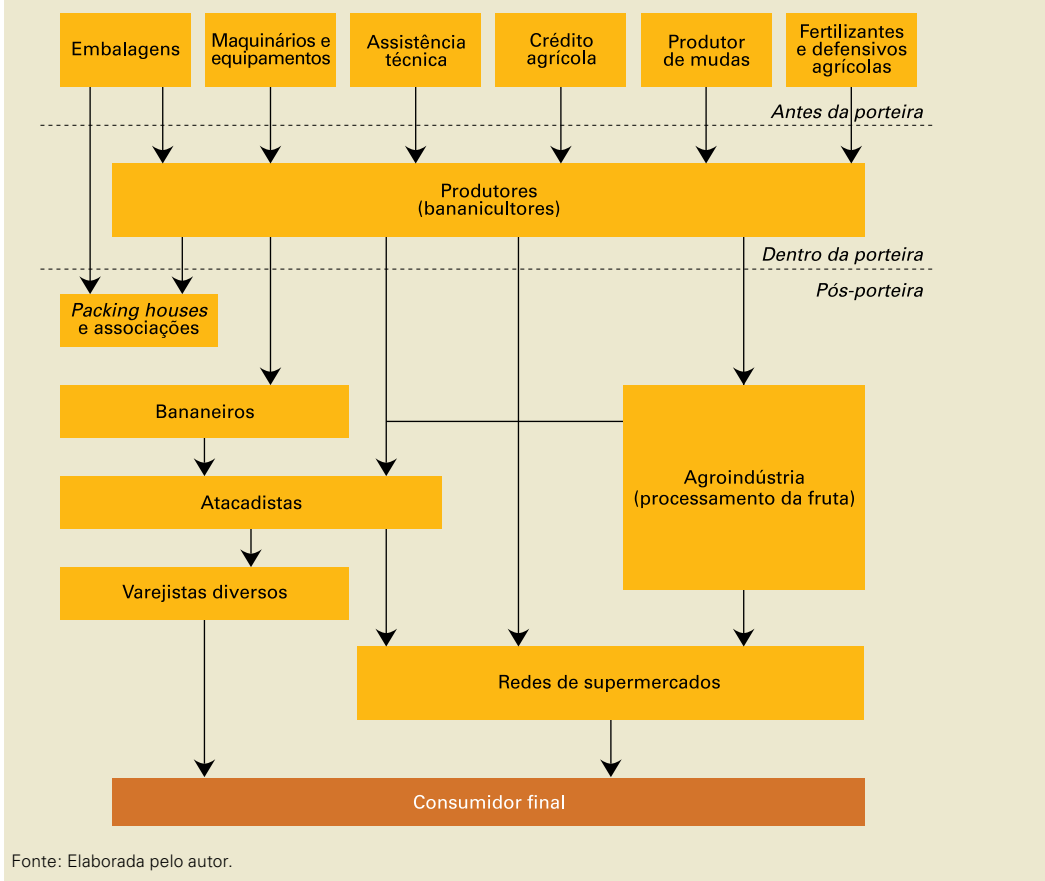 Embalagens
Maquinários e
equipamentos
Assistência
técnica
Crédito
agrícola
Produtor
de mudas
Fertilizantes
e defensivos
agrícolas
Antes da porteira
Produtores
(bananicultores)
Dentro da porteira
Pós-porteira
Packing houses
e associações
Bananeiros
Agroindústria
(processamento da fruta)
Atacadistas
Varejistas diversos
Redes de supermercados
Consumidor final
Fonte: Elaborada pelo autor.